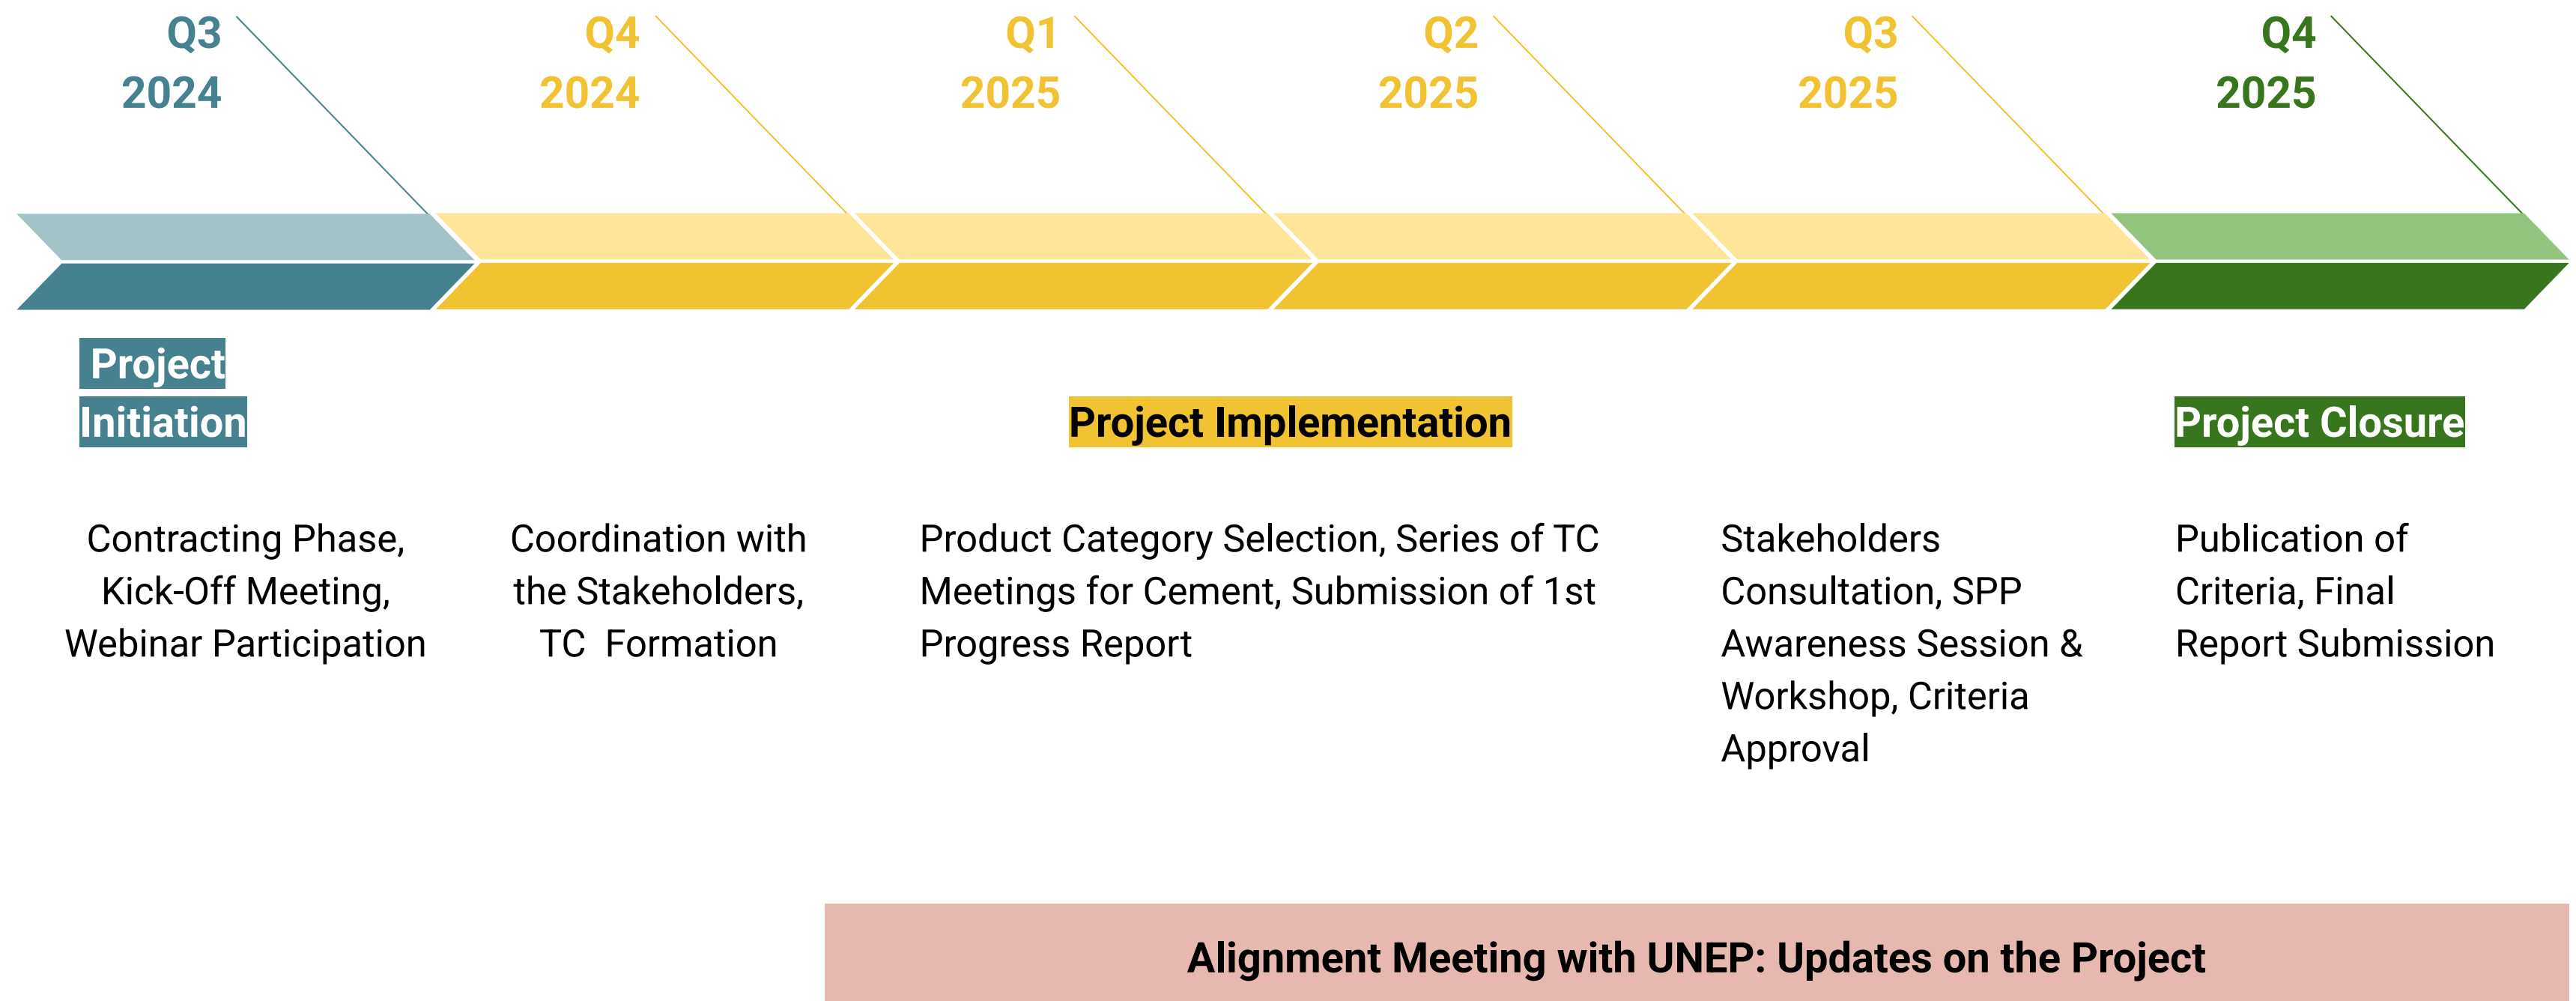 Q3
2024
Q4
2024
Q1
2025
Q2
2025
Q3
2025
Q4
2025
Project
Initiation
Project Implementation
Project Closure
Contracting Phase,
Kick-Off Meeting,
Webinar Participation
Coordination with
the Stakeholders,
TC  Formation
Product Category Selection, Series of TC
Meetings for Cement, Submission of 1st
Progress Report
Stakeholders
Consultation, SPP
Awareness Session &
Workshop, Criteria
Approval
Publication of
Criteria, Final
Report Submission
Alignment Meeting with UNEP: Updates on the Project